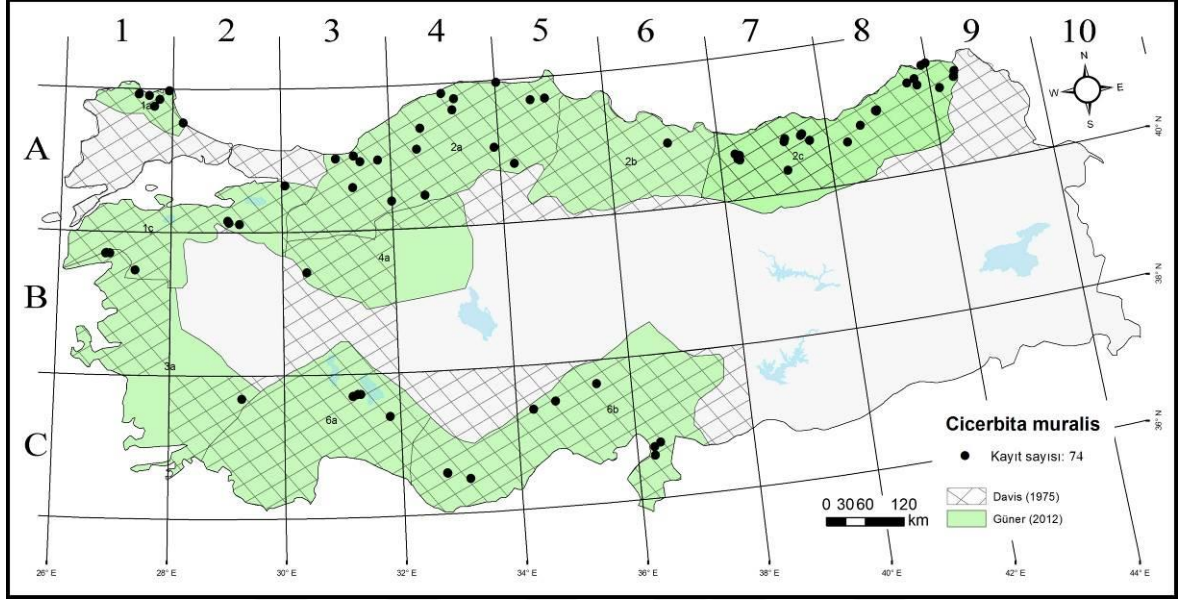 1 2 3 4 5 6 7 8 9 10
A
B
C
N
W E
S
40° N
38° N
36° N
1a
2a
2b
2c
1c
4a
3a
6a
6b
Cicerbita muralis
Kayıt sayısı: 74
Davis (1975)
Güner (2012)
0 30 60 120
km
26° E 28° E 30° E 32° E 34° E 36° E 38° E 40° E 42° E 44° E